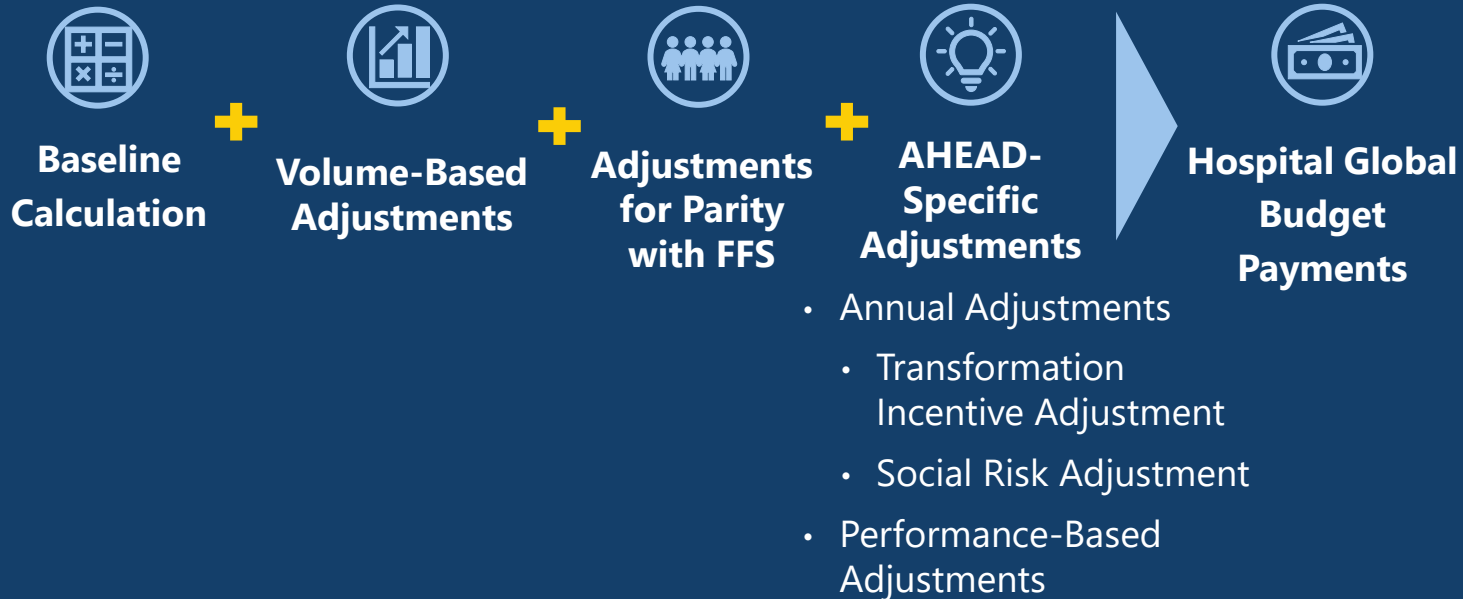 Baseline
Calculation
Volume-Based
Adjustments
Adjustments
for Parity
with FFS
AHEAD-
Specific
Adjustments
• Annual Adjustments
• Transformation
Incentive Adjustment
• Social Risk Adjustment
• Performance-Based
Adjustments
Hospital Global
Budget
Payments